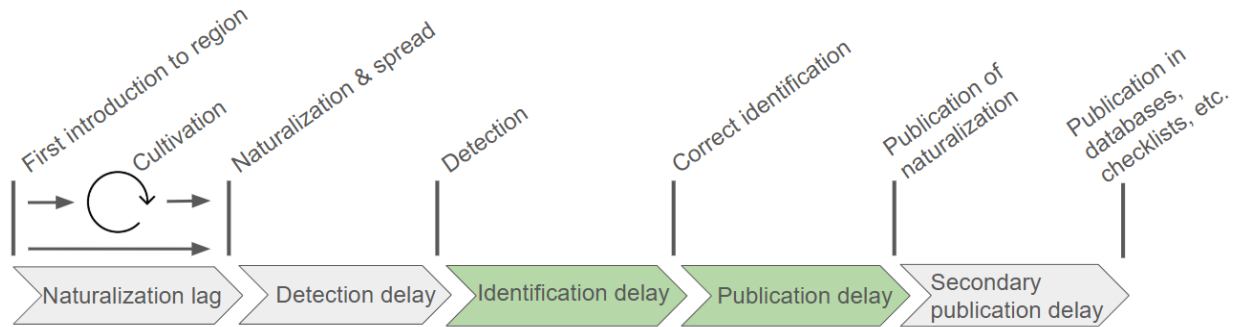 First introduction to region
Cultivation
Naturalization & spread
Detection
Correct identification
Publication of
naturalization
Publication in
databases,
checklists, etc.
Naturalization lag
Detection delay
Identification delay
Publication delay
Secondary
publication delay